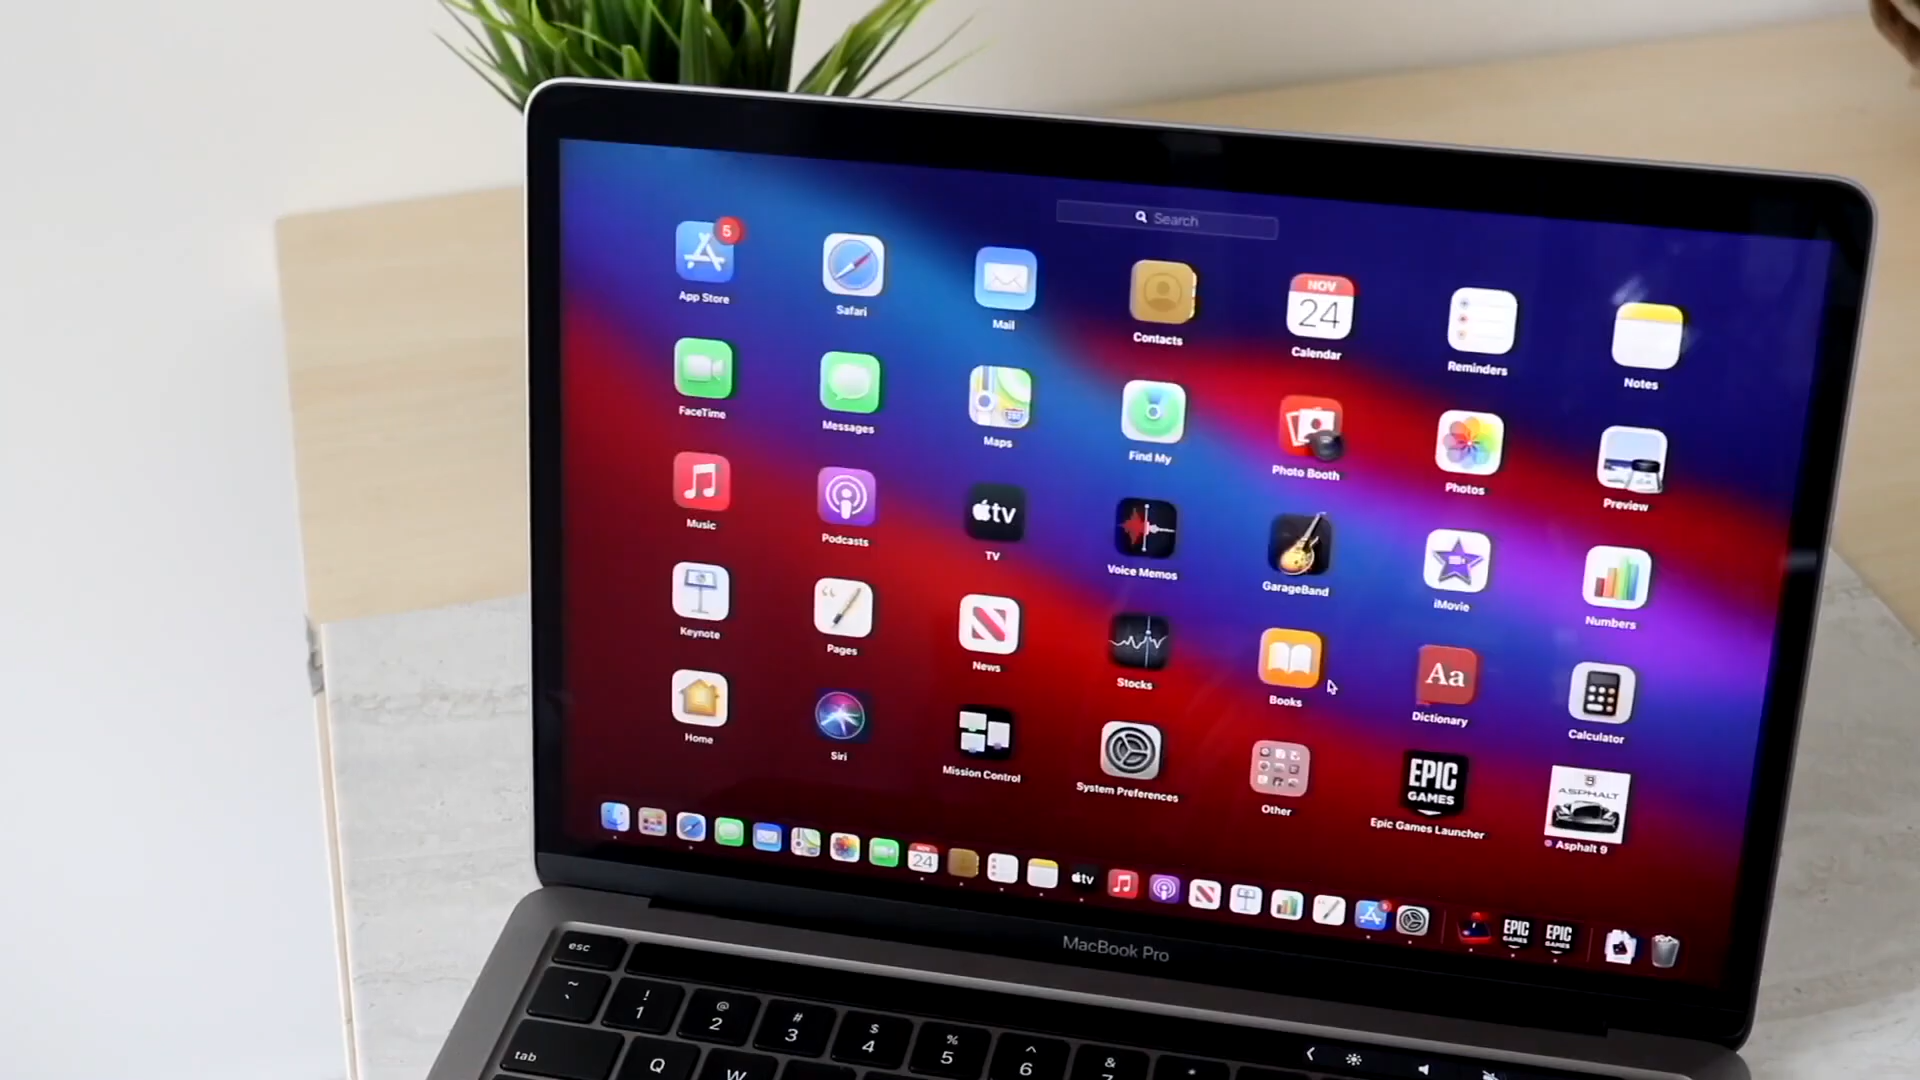 Search
5
App Store
Safari
Mail
Contacts
NOV
24
Calendar
Reminders
Notes
FaceTime
Messages
Maps
Find My
Photo Booth
Photos
Preview
Music
Podcasts
tv
TV
Voice Memos
GarageBand
iMovie
Numbers
Keynote
Pages
News
Stocks
Books
Aa
Dictionary
Calculator
Home
Siri
Mission Control
System Preferences
Other
EPIC
GAMES
Epic Games Launcher
ASPHALT
Asphalt 9
24
tv
EPIC
GAMES
EPIC
GAMES
MacBook Pro
esc
~
`
!
1
@
2
#
3
$
4
%
5
^
6
&
7
tab
Q
W